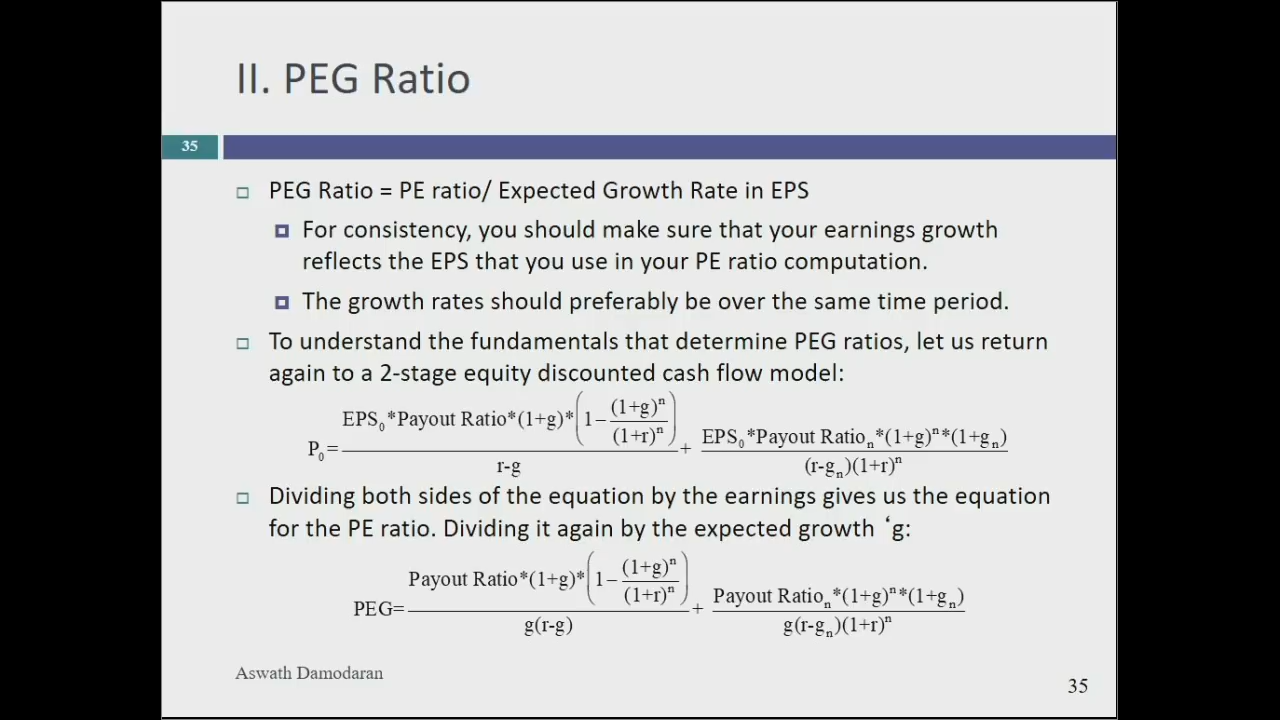 II. PEG Ratio
35
PEG Ratio = PE ratio/ Expected Growth Rate in EPS
For consistency, you should make sure that your earnings growth
reflects the EPS that you use in your PE ratio computation.
The growth rates should preferably be over the same time period.
To understand the fundamentals that determine PEG ratios, let us return
again to a 2-stage equity discounted cash flow model:
P₀ = EPS₀*Payout Ratio*(1+g)*(1−(1+g)ⁿ/(1+r)ⁿ) / r-g + EPS₀*Payout Ratioₙ*(1+g)ⁿ*(1+gₙ) / (r-gₙ)(1+r)ⁿ
Dividing both sides of the equation by the earnings gives us the equation
for the PE ratio. Dividing it again by the expected growth ‘g:
PEG= Payout Ratio*(1+g)*(1−(1+g)ⁿ/(1+r)ⁿ) / g(r-g) + Payout Ratioₙ*(1+g)ⁿ*(1+gₙ) / g(r-gₙ)(1+r)ⁿ
Aswath Damodaran
35